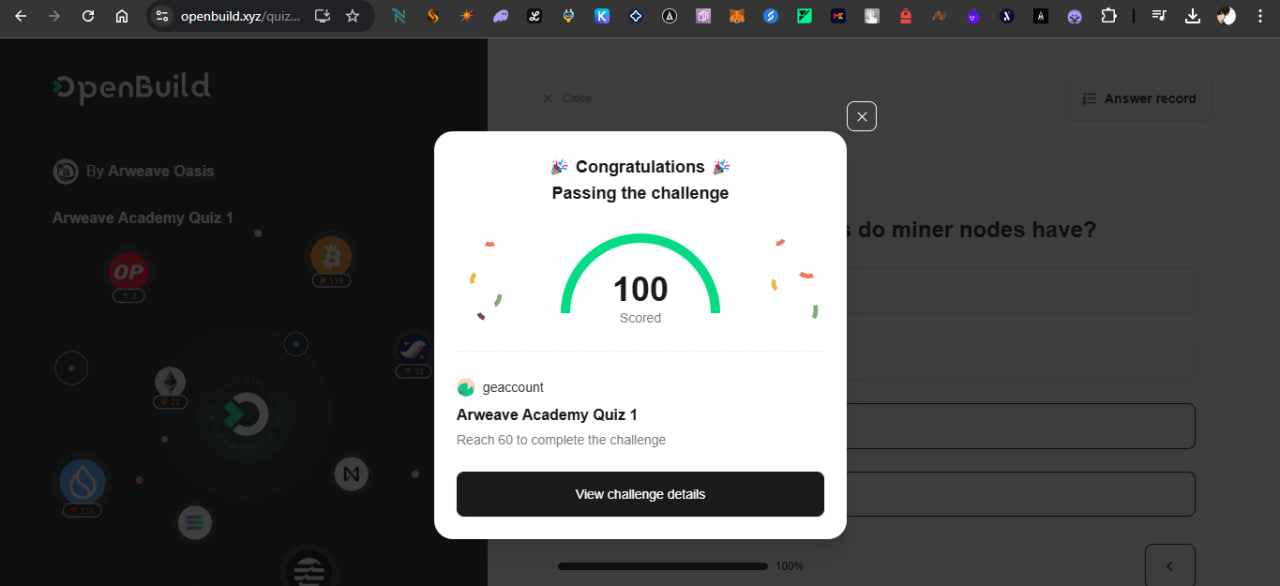 openbuild.xyz/quiz...
OpenBuild
Close
Answer record
By Arweave Oasis
Arweave Academy Quiz 1
🎉 Congratulations 🎉
Passing the challenge
do miner nodes have?
OP
100
Scored
geaccount
Arweave Academy Quiz 1
Reach 60 to complete the challenge
View challenge details
100%